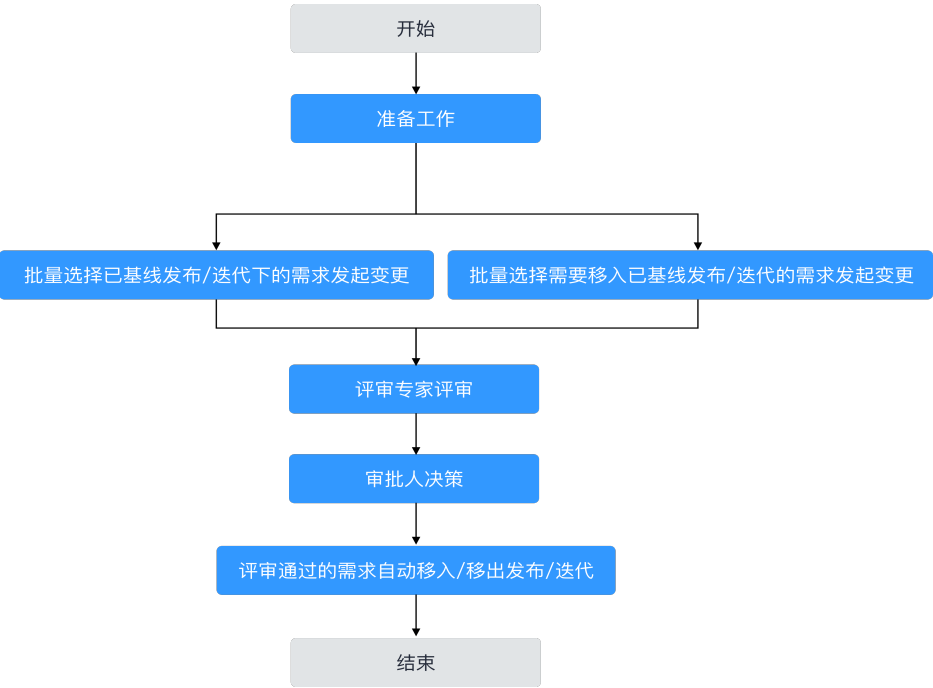 开始
准备工作
批量选择已基线发布/迭代下的需求发起变更
批量选择需要移入已基线发布/迭代的需求发起变更
评审专家评审
审批人决策
评审通过的需求自动移入/移出发布/迭代
结束